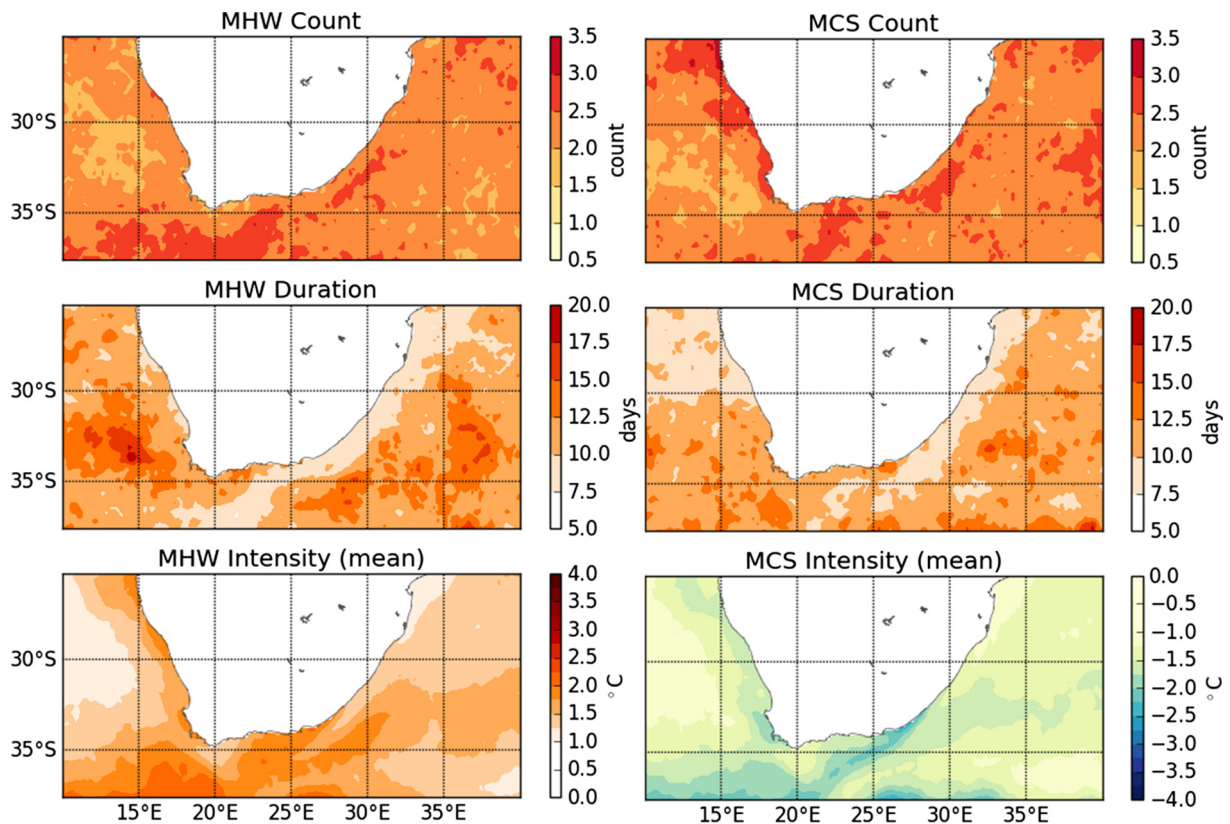 MHW Count
MCS Count
30°S
35°S
3.5
3.0
2.5
2.0
1.5
1.0
0.5
count
3.5
3.0
2.5
2.0
1.5
1.0
0.5
count
MHW Duration
MCS Duration
30°S
35°S
20.0
17.5
15.0
12.5
10.0
7.5
5.0
days
20.0
17.5
15.0
12.5
10.0
7.5
5.0
days
MHW Intensity (mean)
MCS Intensity (mean)
30°S
35°S
4.0
3.5
3.0
2.5
2.0
1.5
1.0
0.5
0.0
°C
0.0
−0.5
−1.0
−1.5
−2.0
−2.5
−3.0
−3.5
−4.0
°C
15°E 20°E 25°E 30°E 35°E
15°E 20°E 25°E 30°E 35°E